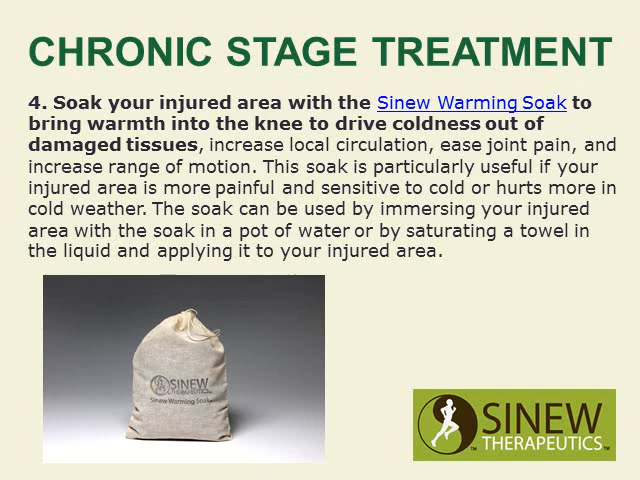 CHRONIC STAGE TREATMENT
4. Soak your injured area with the Sinew Warming Soak to
bring warmth into the knee to drive coldness out of
damaged tissues, increase local circulation, ease joint pain, and
increase range of motion. This soak is particularly useful if your
injured area is more painful and sensitive to cold or hurts more in
cold weather. The soak can be used by immersing your injured
area with the soak in a pot of water or by saturating a towel in
the liquid and applying it to your injured area.
SINEW
THERAPEUTICS™
Sinew Warming Soak
SINEW™
THERAPEUTICS™